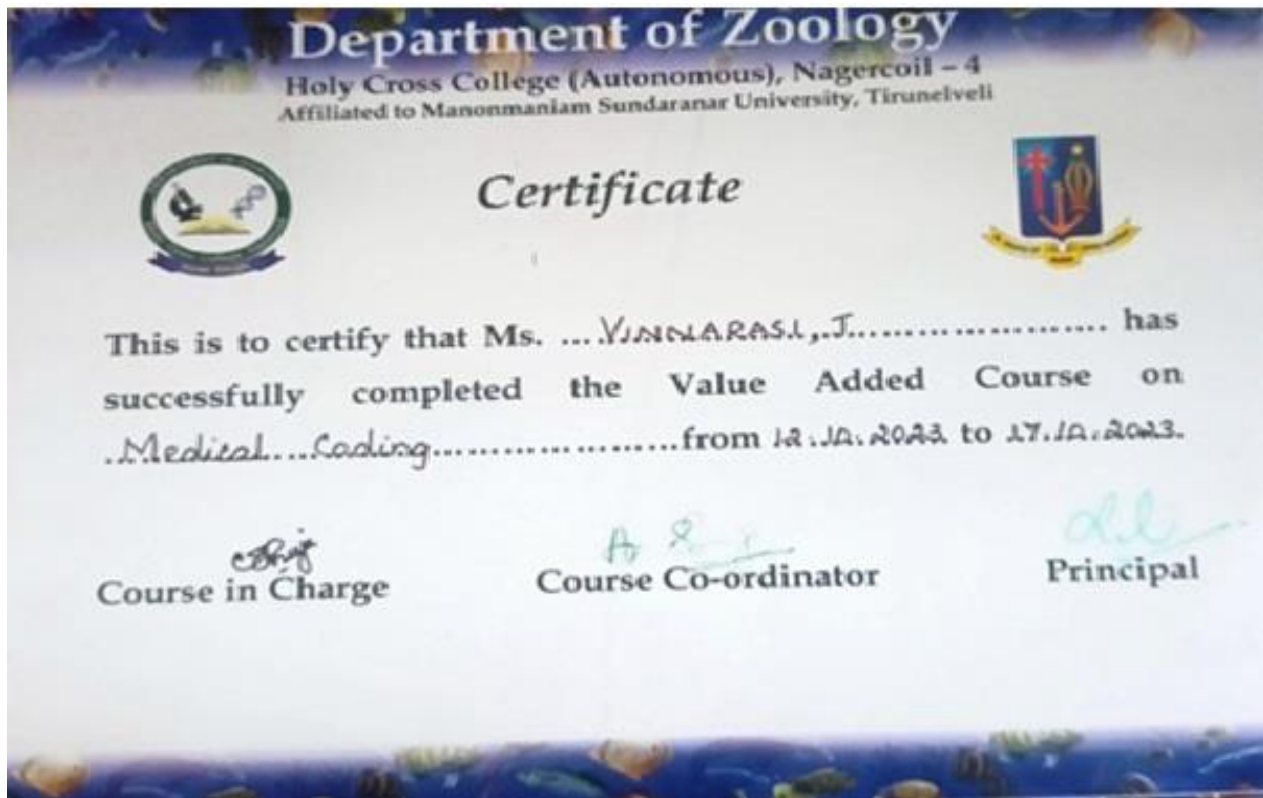 Department of Zoology
Holy Cross College (Autonomous), Nagercoil – 4
Affiliated to Manonmaniam Sundaranar University, Tirunelveli
Certificate
This is to certify that Ms. ....VINNARASI,.J..................... has
successfully completed the Value Added Course on
..Medical...Coding.......................from 12.10.2023 to 17.10.2023.
Course in Charge
Course Co-ordinator
Principal